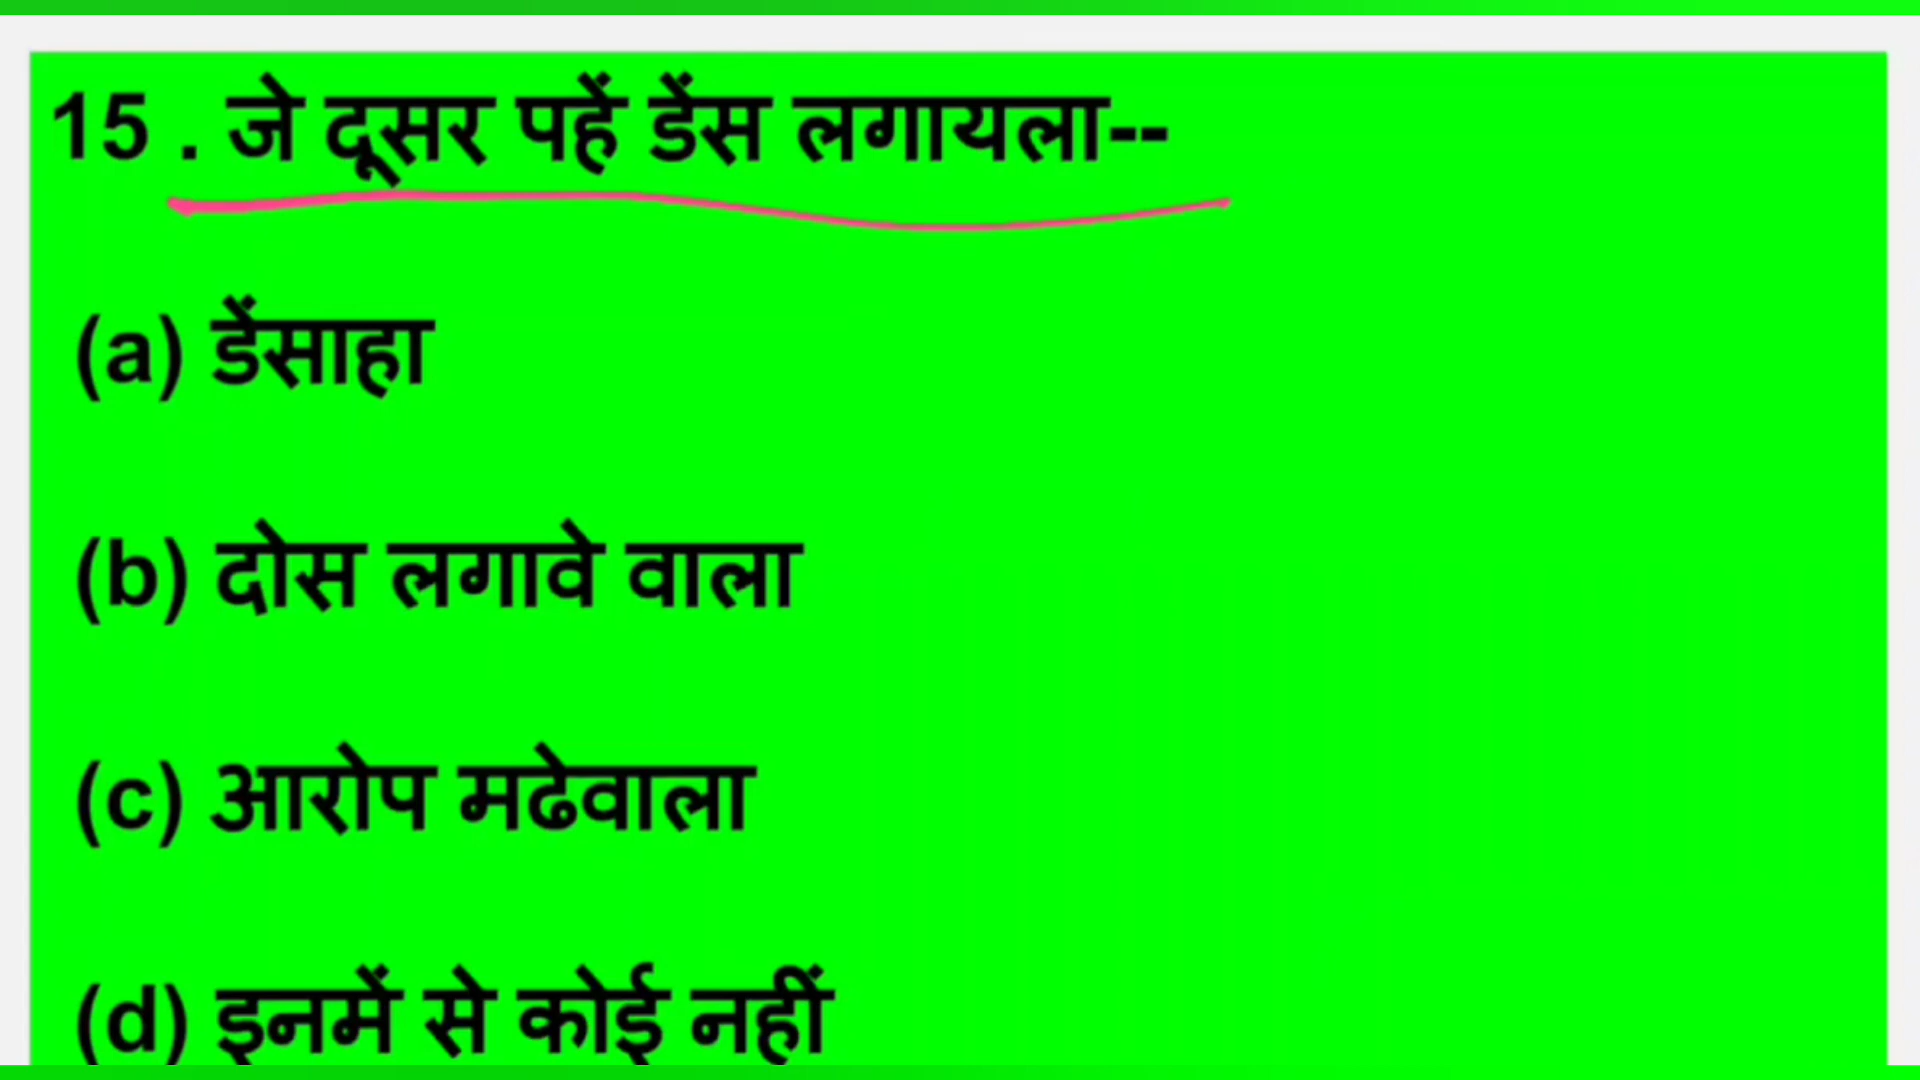 15 . जे दूसर पहें डेंस लगायला--
(a) डेंसाहा
(b) दोस लगावे वाला
(c) आरोप मढेवाला
(d) इनमें से कोई नहीं